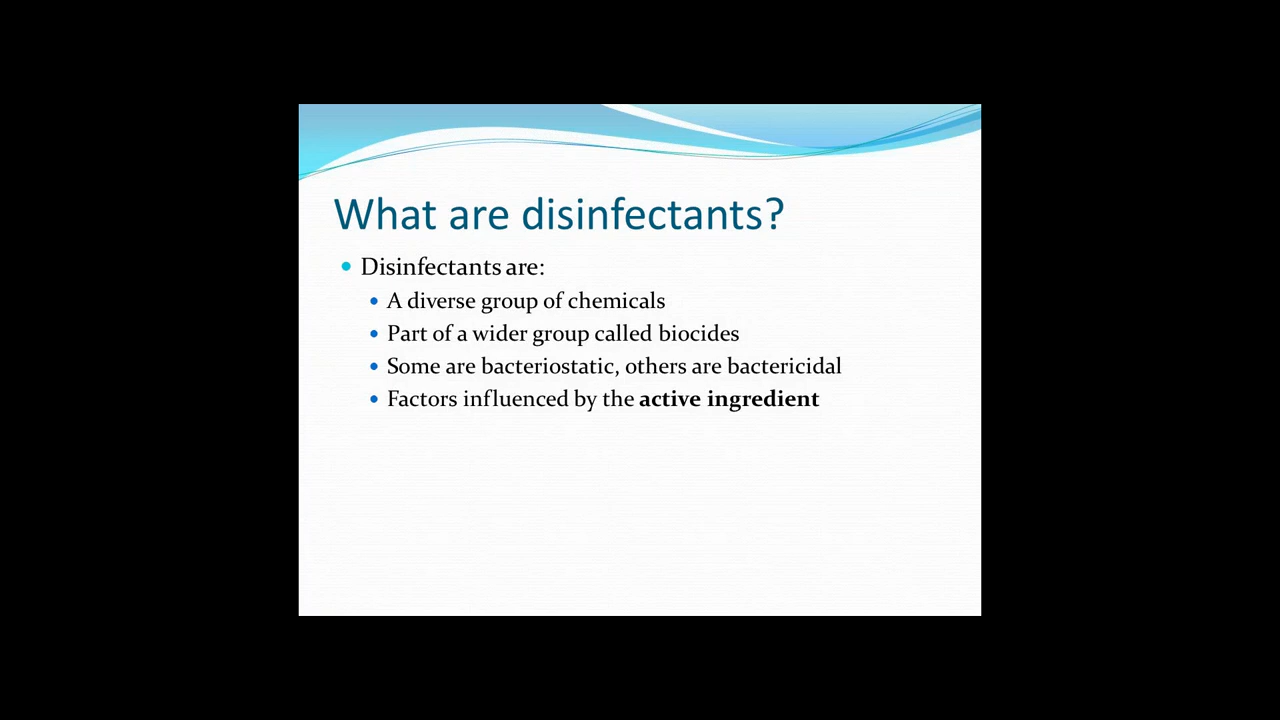 What are disinfectants?
Disinfectants are:
A diverse group of chemicals
Part of a wider group called biocides
Some are bacteriostatic, others are bactericidal
Factors influenced by the active ingredient